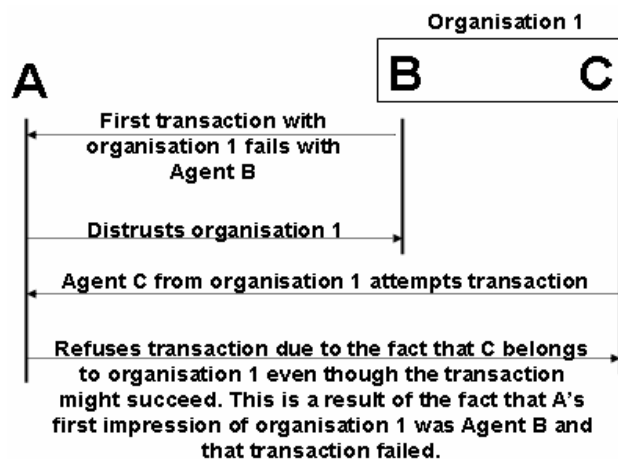 Organisation 1
A
B C
First transaction with
organisation 1 fails with
Agent B
Distrusts organisation 1
Agent C from organisation 1 attempts transaction
Refuses transaction due to the fact that C belongs
to organisation 1 even though the transaction
might succeed. This is a result of the fact that A's
first impression of organisation 1 was Agent B and
that transaction failed.